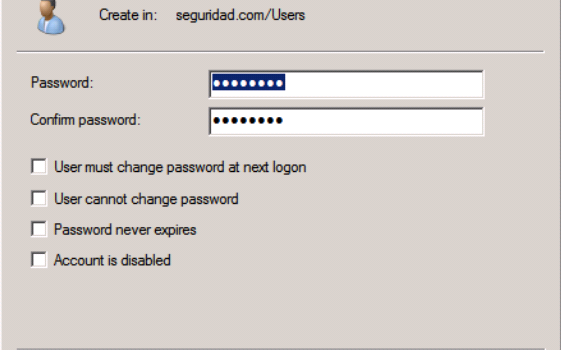 Create in: seguridad.com/Users
Password: ••••••••
Confirm password: ••••••••
User must change password at next logon
User cannot change password
Password never expires
Account is disabled